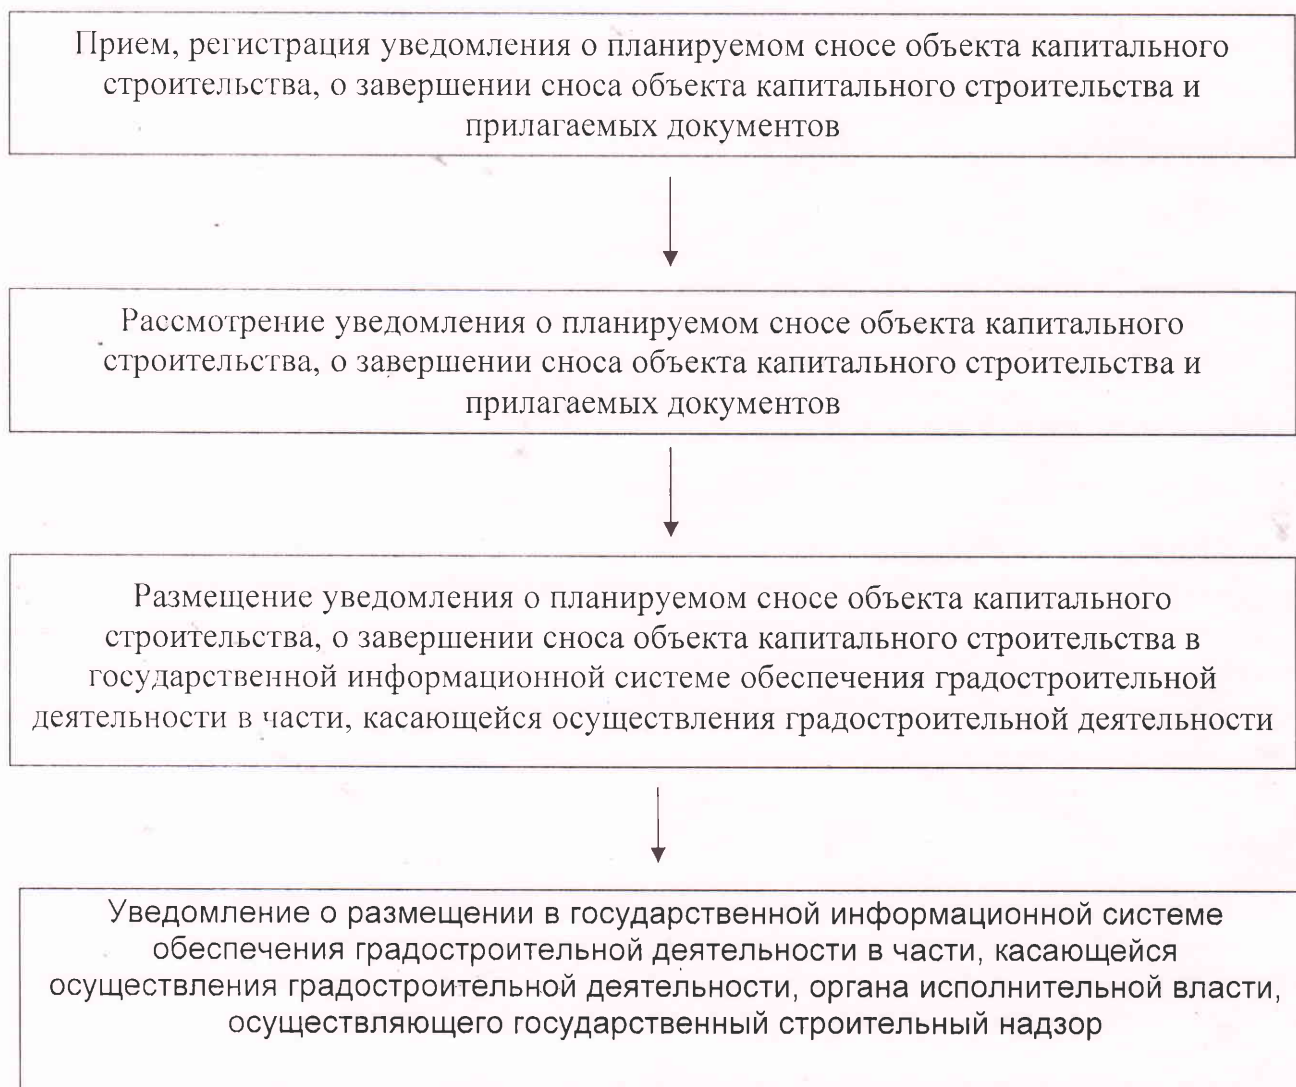 Прием, регистрация уведомления о планируемом сносе объекта капитального
строительства, о завершении сноса объекта капитального строительства и
прилагаемых документов
Рассмотрение уведомления о планируемом сносе объекта капитального
строительства, о завершении сноса объекта капитального строительства и
прилагаемых документов
Размещение уведомления о планируемом сносе объекта капитального
строительства, о завершении сноса объекта капитального строительства в
государственной информационной системе обеспечения градостроительной
деятельности в части, касающейся осуществления градостроительной деятельности
Уведомление о размещении в государственной информационной системе
обеспечения градостроительной деятельности в части, касающейся
осуществления градостроительной деятельности, органа исполнительной власти,
осуществляющего государственный строительный надзор